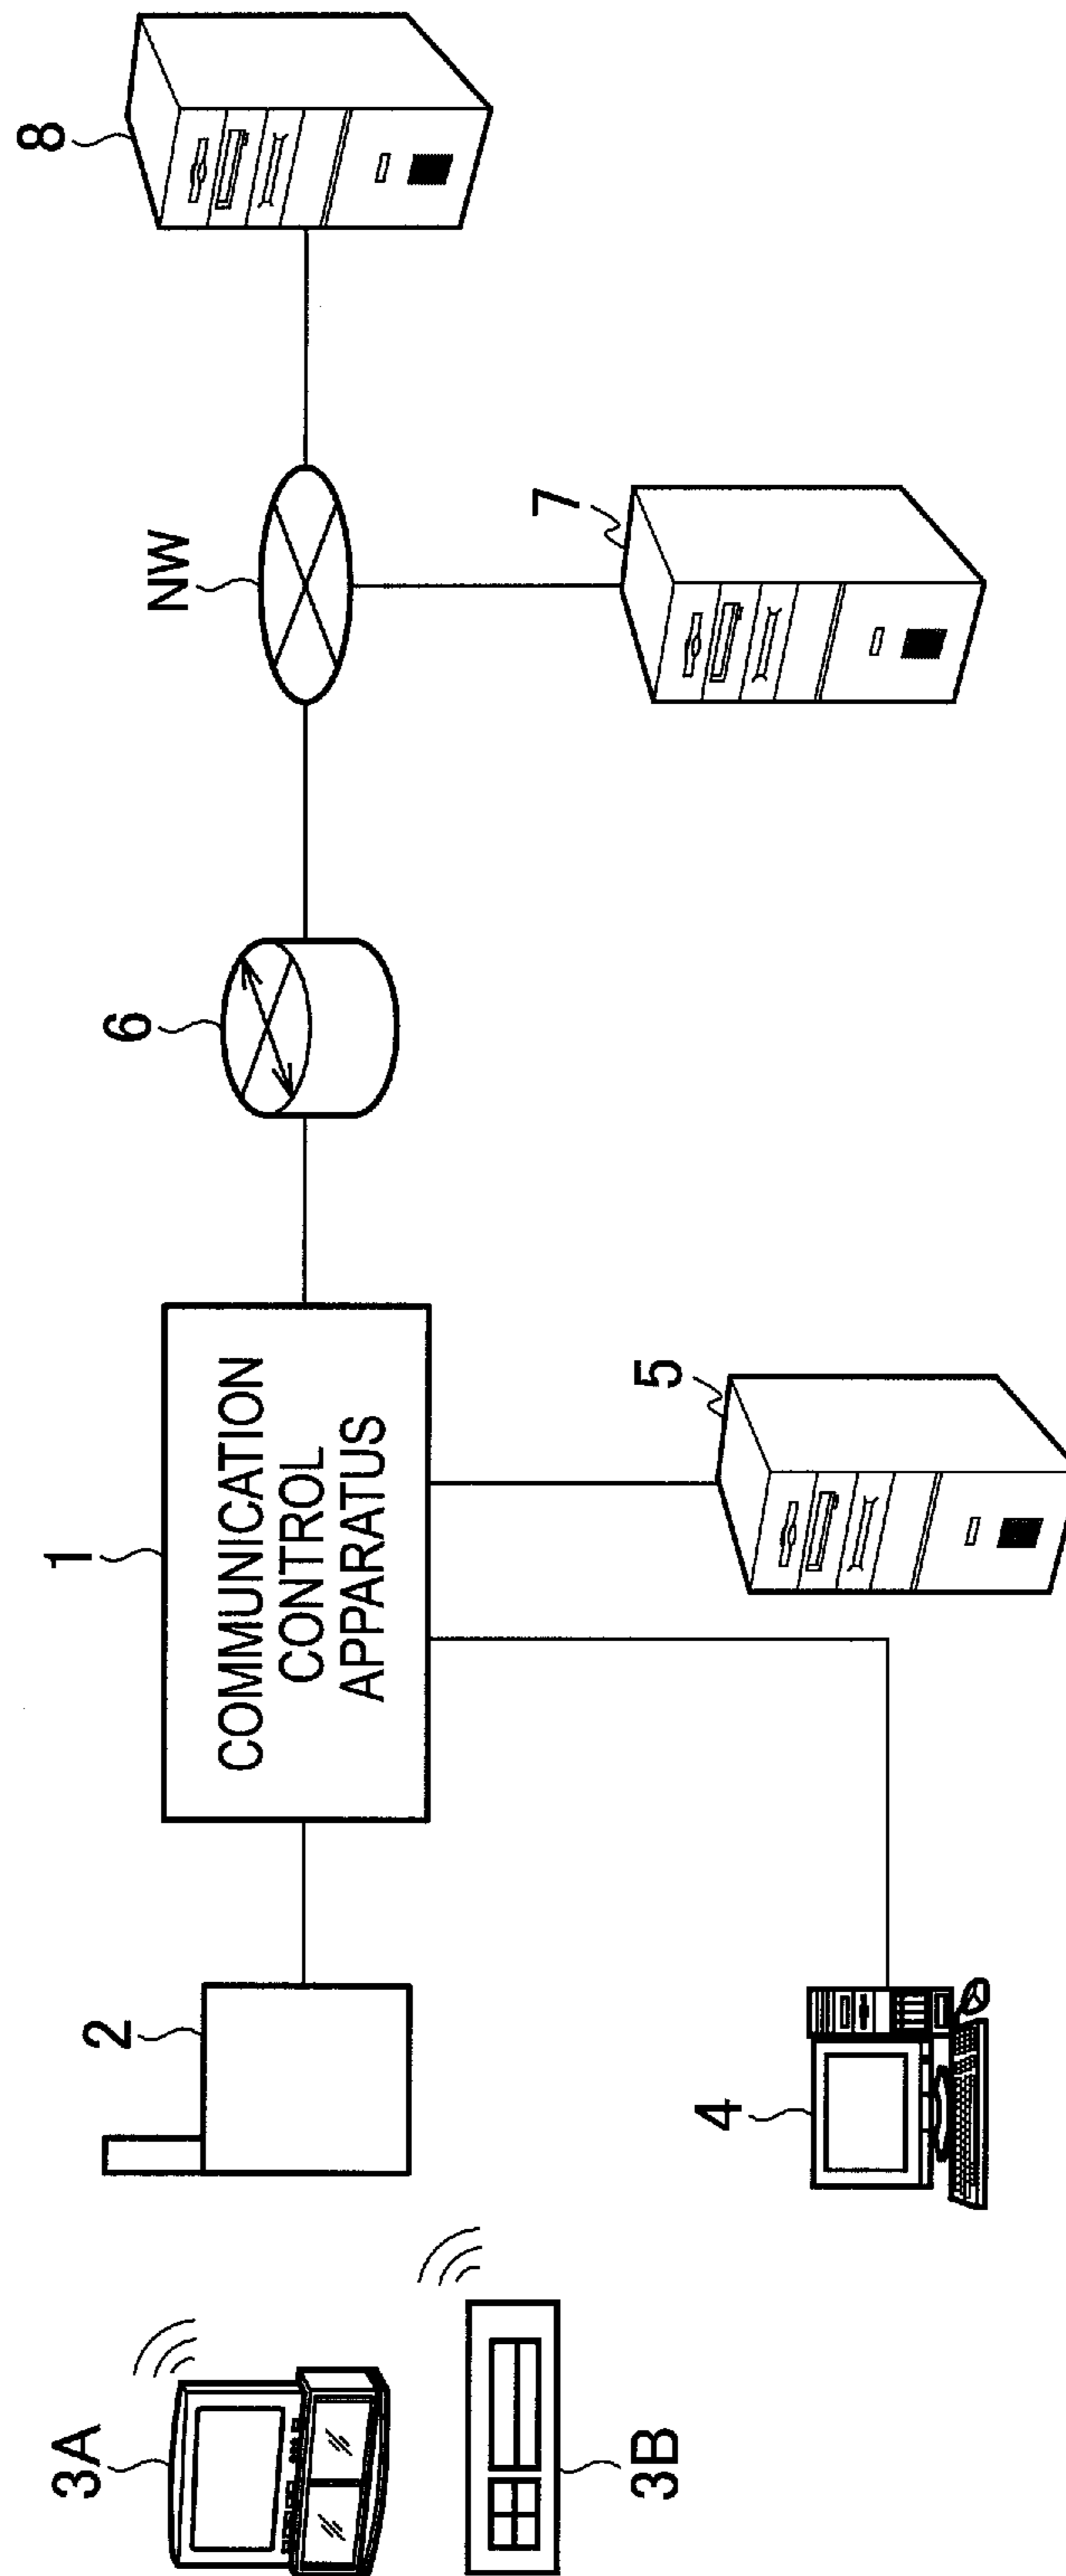 3A
3B
2
4
1
COMMUNICATION
CONTROL
APPARATUS
5
6
NW
7
8